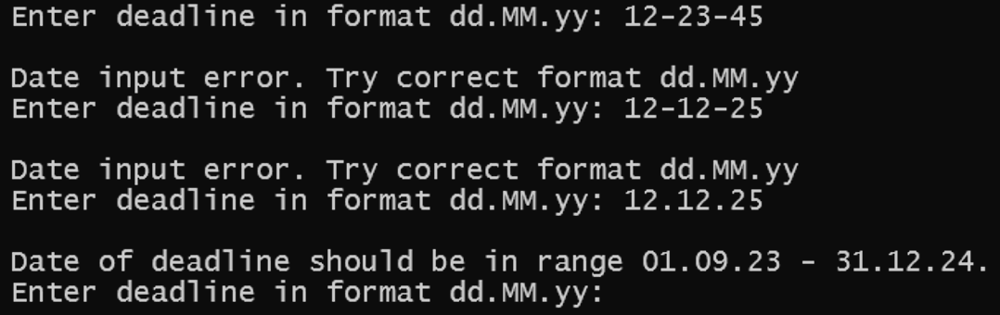 Enter deadline in format dd.MM.yy: 12-23-45
Date input error. Try correct format dd.MM.yy
Enter deadline in format dd.MM.yy: 12-12-25
Date input error. Try correct format dd.MM.yy
Enter deadline in format dd.MM.yy: 12.12.25
Date of deadline should be in range 01.09.23 - 31.12.24.
Enter deadline in format dd.MM.yy: